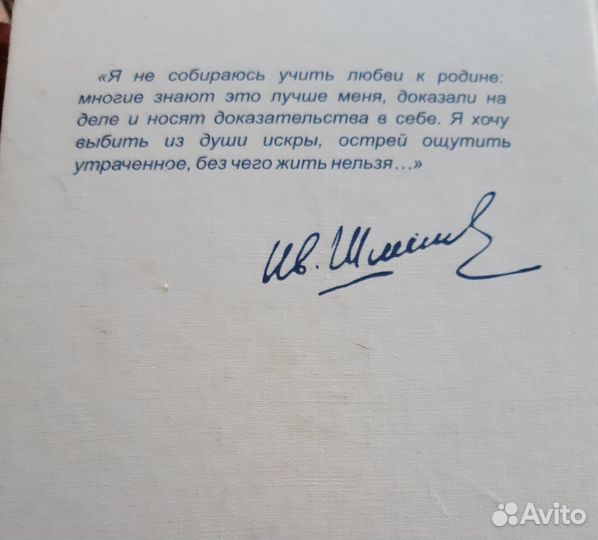 «Я не собираюсь учить любви к родине:
многие знают это лучше меня, доказали на
деле и носят доказательства в себе. Я хочу
выбить из души искры, острей ощутить
утраченное, без чего жить нельзя...»
Ив. Шмелев
Avito